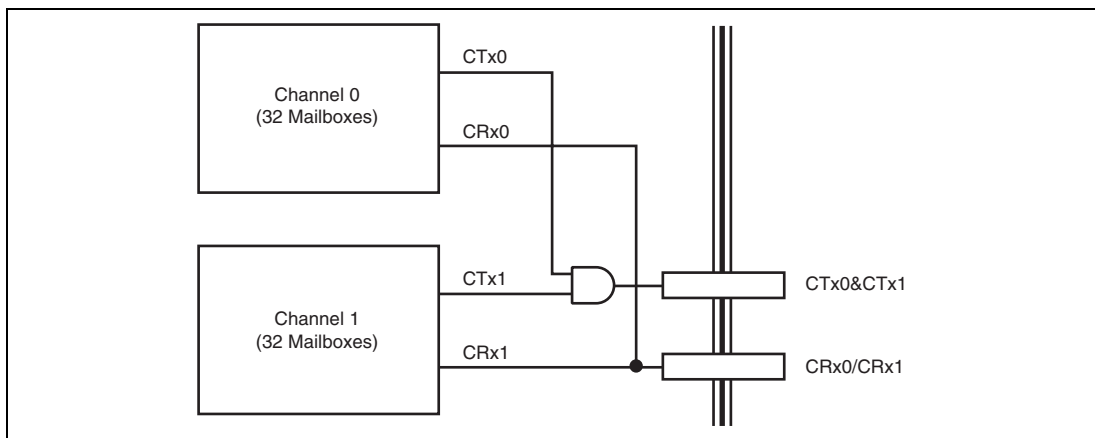 CTx0
Channel 0
(32 Mailboxes)
CRx0
CTx1
CTx0&CTx1
Channel 1
(32 Mailboxes)
CRx1
CRx0/CRx1